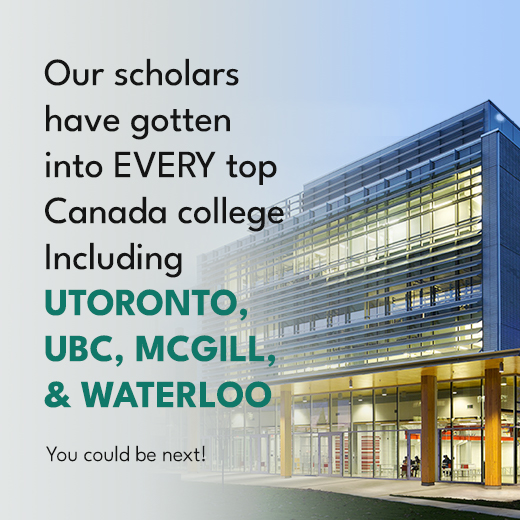 Our scholars
have gotten
into EVERY top
Canada college
Including
UTORONTO,
UBC, MCGILL,
& WATERLOO
You could be next!